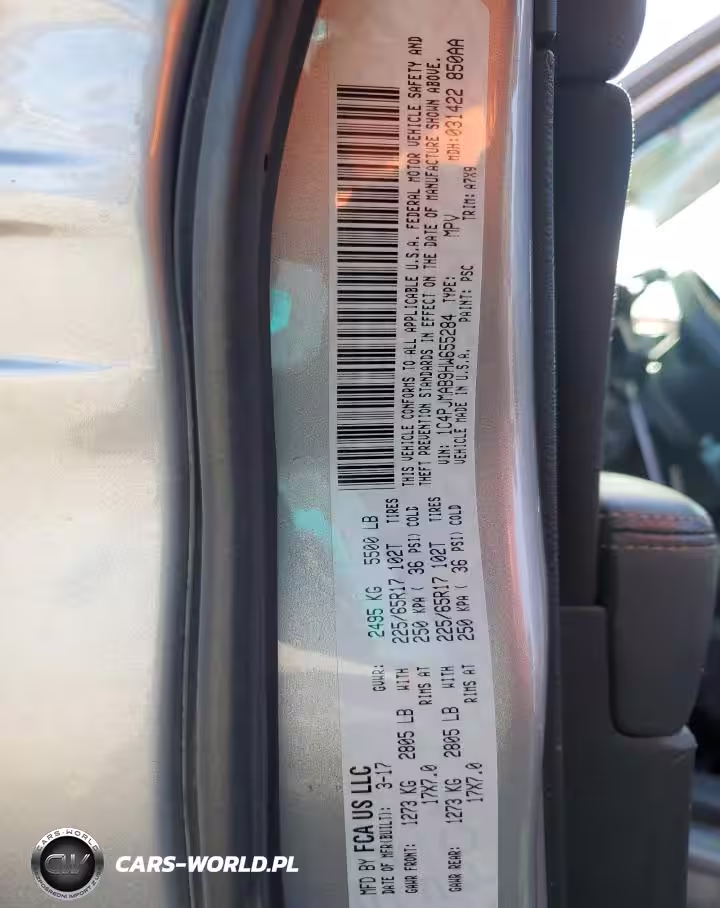 MFD BY FCA US LLC
DATE OF MFR(BUILT): 3-17 GVWR: 2495 KG 5500 LB
GAWR FRONT: 1273 KG 2805 LB WITH 225/65R17 102T TIRES
17X7.0 RIMS AT 250 KPA ( 36 PSI) COLD
GAWR REAR: 1273 KG 2805 LB WITH 225/65R17 102T TIRES
17X7.0 RIMS AT 250 KPA ( 36 PSI) COLD
THIS VEHICLE CONFORMS TO ALL APPLICABLE U.S.A. FEDERAL MOTOR VEHICLE SAFETY AND
THEFT PREVENTION STANDARDS IN EFFECT ON THE DATE OF MANUFACTURE SHOWN ABOVE.
VIN: 1C4PJMAB9HW655284 TYPE: MPV MDH:031422 850AA
VEHICLE MADE IN U.S.A. PAINT: PSC TRIM: A7X9
CARS-WORLD
CW
CARS-WORLD.PL